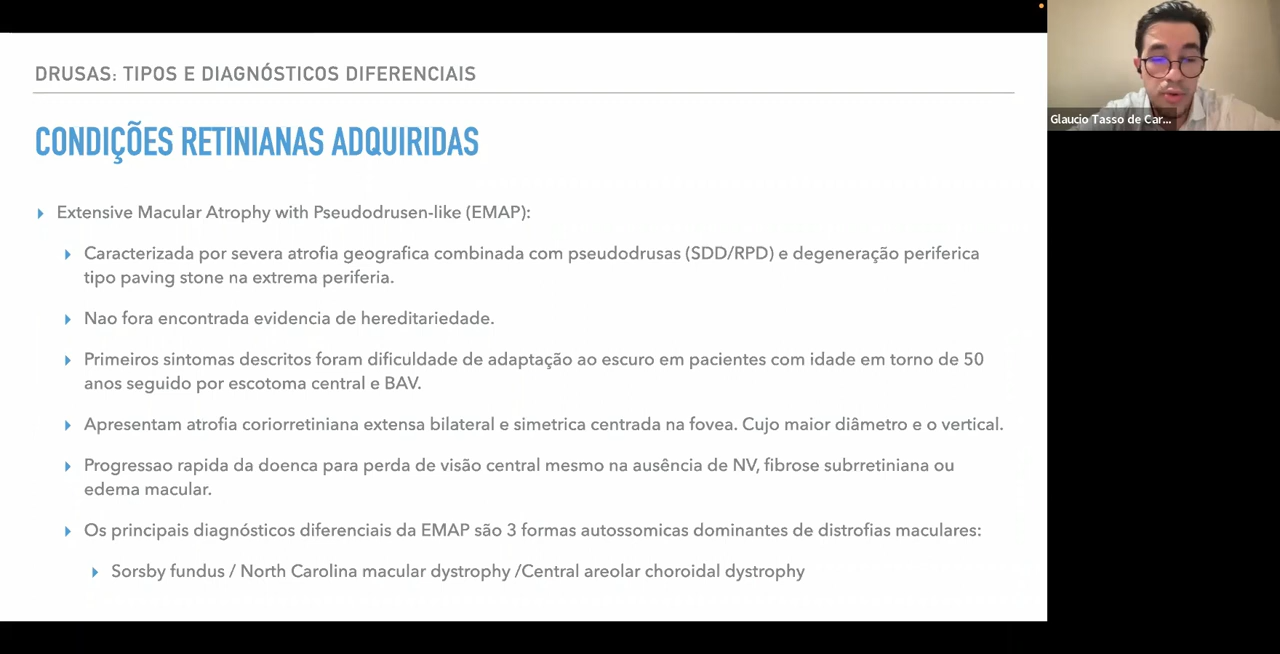 DRUSAS: TIPOS E DIAGNÓSTICOS DIFERENCIAIS
CONDIÇÕES RETINIANAS ADQUIRIDAS
Extensive Macular Atrophy with Pseudodrusen-like (EMAP):
Caracterizada por severa atrofia geografica combinada com pseudodrusas (SDD/RPD) e degeneração periferica
tipo paving stone na extrema periferia.
Nao fora encontrada evidencia de hereditariedade.
Primeiros sintomas descritos foram dificuldade de adaptação ao escuro em pacientes com idade em torno de 50
anos seguido por escotoma central e BAV.
Apresentam atrofia coriorretiniana extensa bilateral e simetrica centrada na fovea. Cujo maior diâmetro e o vertical.
Progressao rapida da doenca para perda de visão central mesmo na ausência de NV, fibrose subrretiniana ou
edema macular.
Os principais diagnósticos diferenciais da EMAP são 3 formas autossomicas dominantes de distrofias maculares:
Sorsby fundus / North Carolina macular dystrophy /Central areolar choroidal dystrophy
Glaucio Tasso de Car...